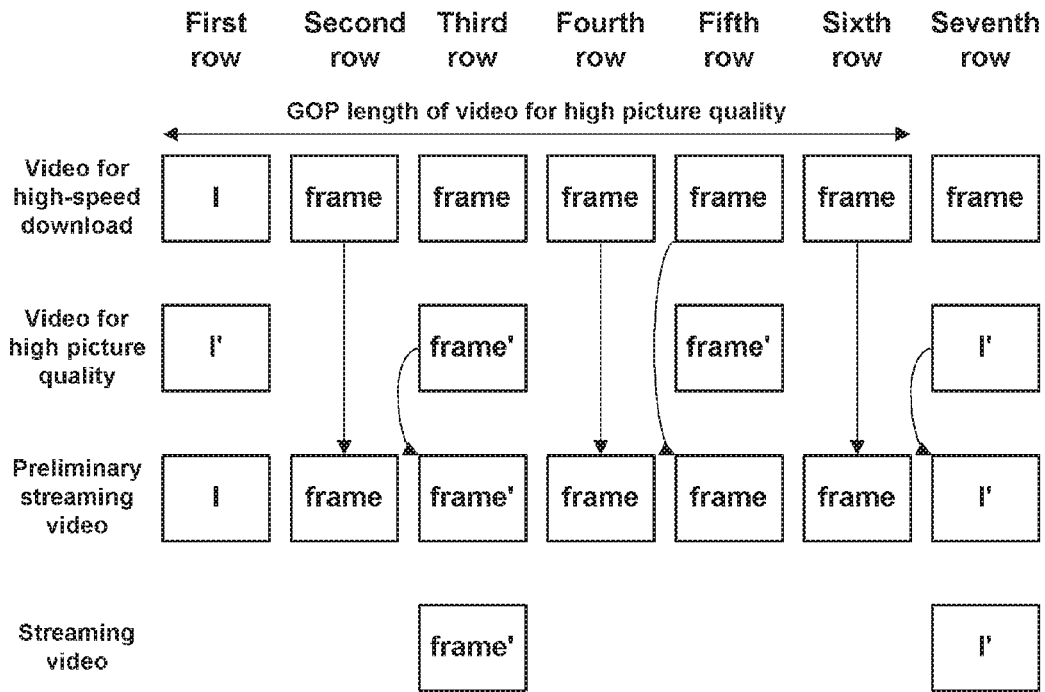 First row Second row Third row Fourth row Fifth row Sixth row Seventh row
GOP length of video for high picture quality
Video for high-speed download
I frame frame frame frame frame frame
Video for high picture quality
I' frame' frame' I'
Preliminary streaming video
I frame frame' frame frame frame I'
Streaming video
frame' I'